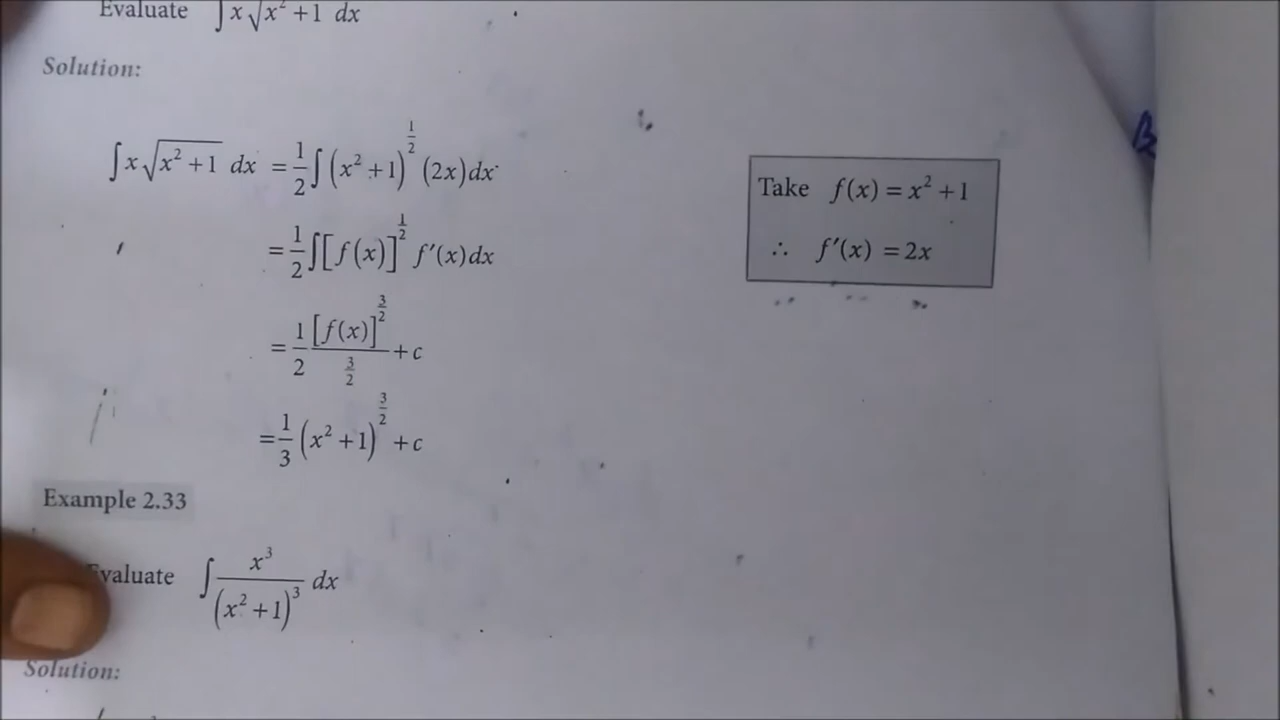 Evaluate ∫x√x² +1 dx
Solution:
∫x√x² +1 dx = 1/2 ∫(x² +1)^1/2 (2x)dx
Take f(x) = x² +1
= 1/2 ∫[f(x)]^1/2 f′(x)dx
∴ f′(x) = 2x
= 1/2 [f(x)]^3/2 / 3/2 + c
= 1/3 (x² +1)^3/2 + c
Example 2.33
Evaluate ∫ x³/(x² +1)³ dx
Solution: